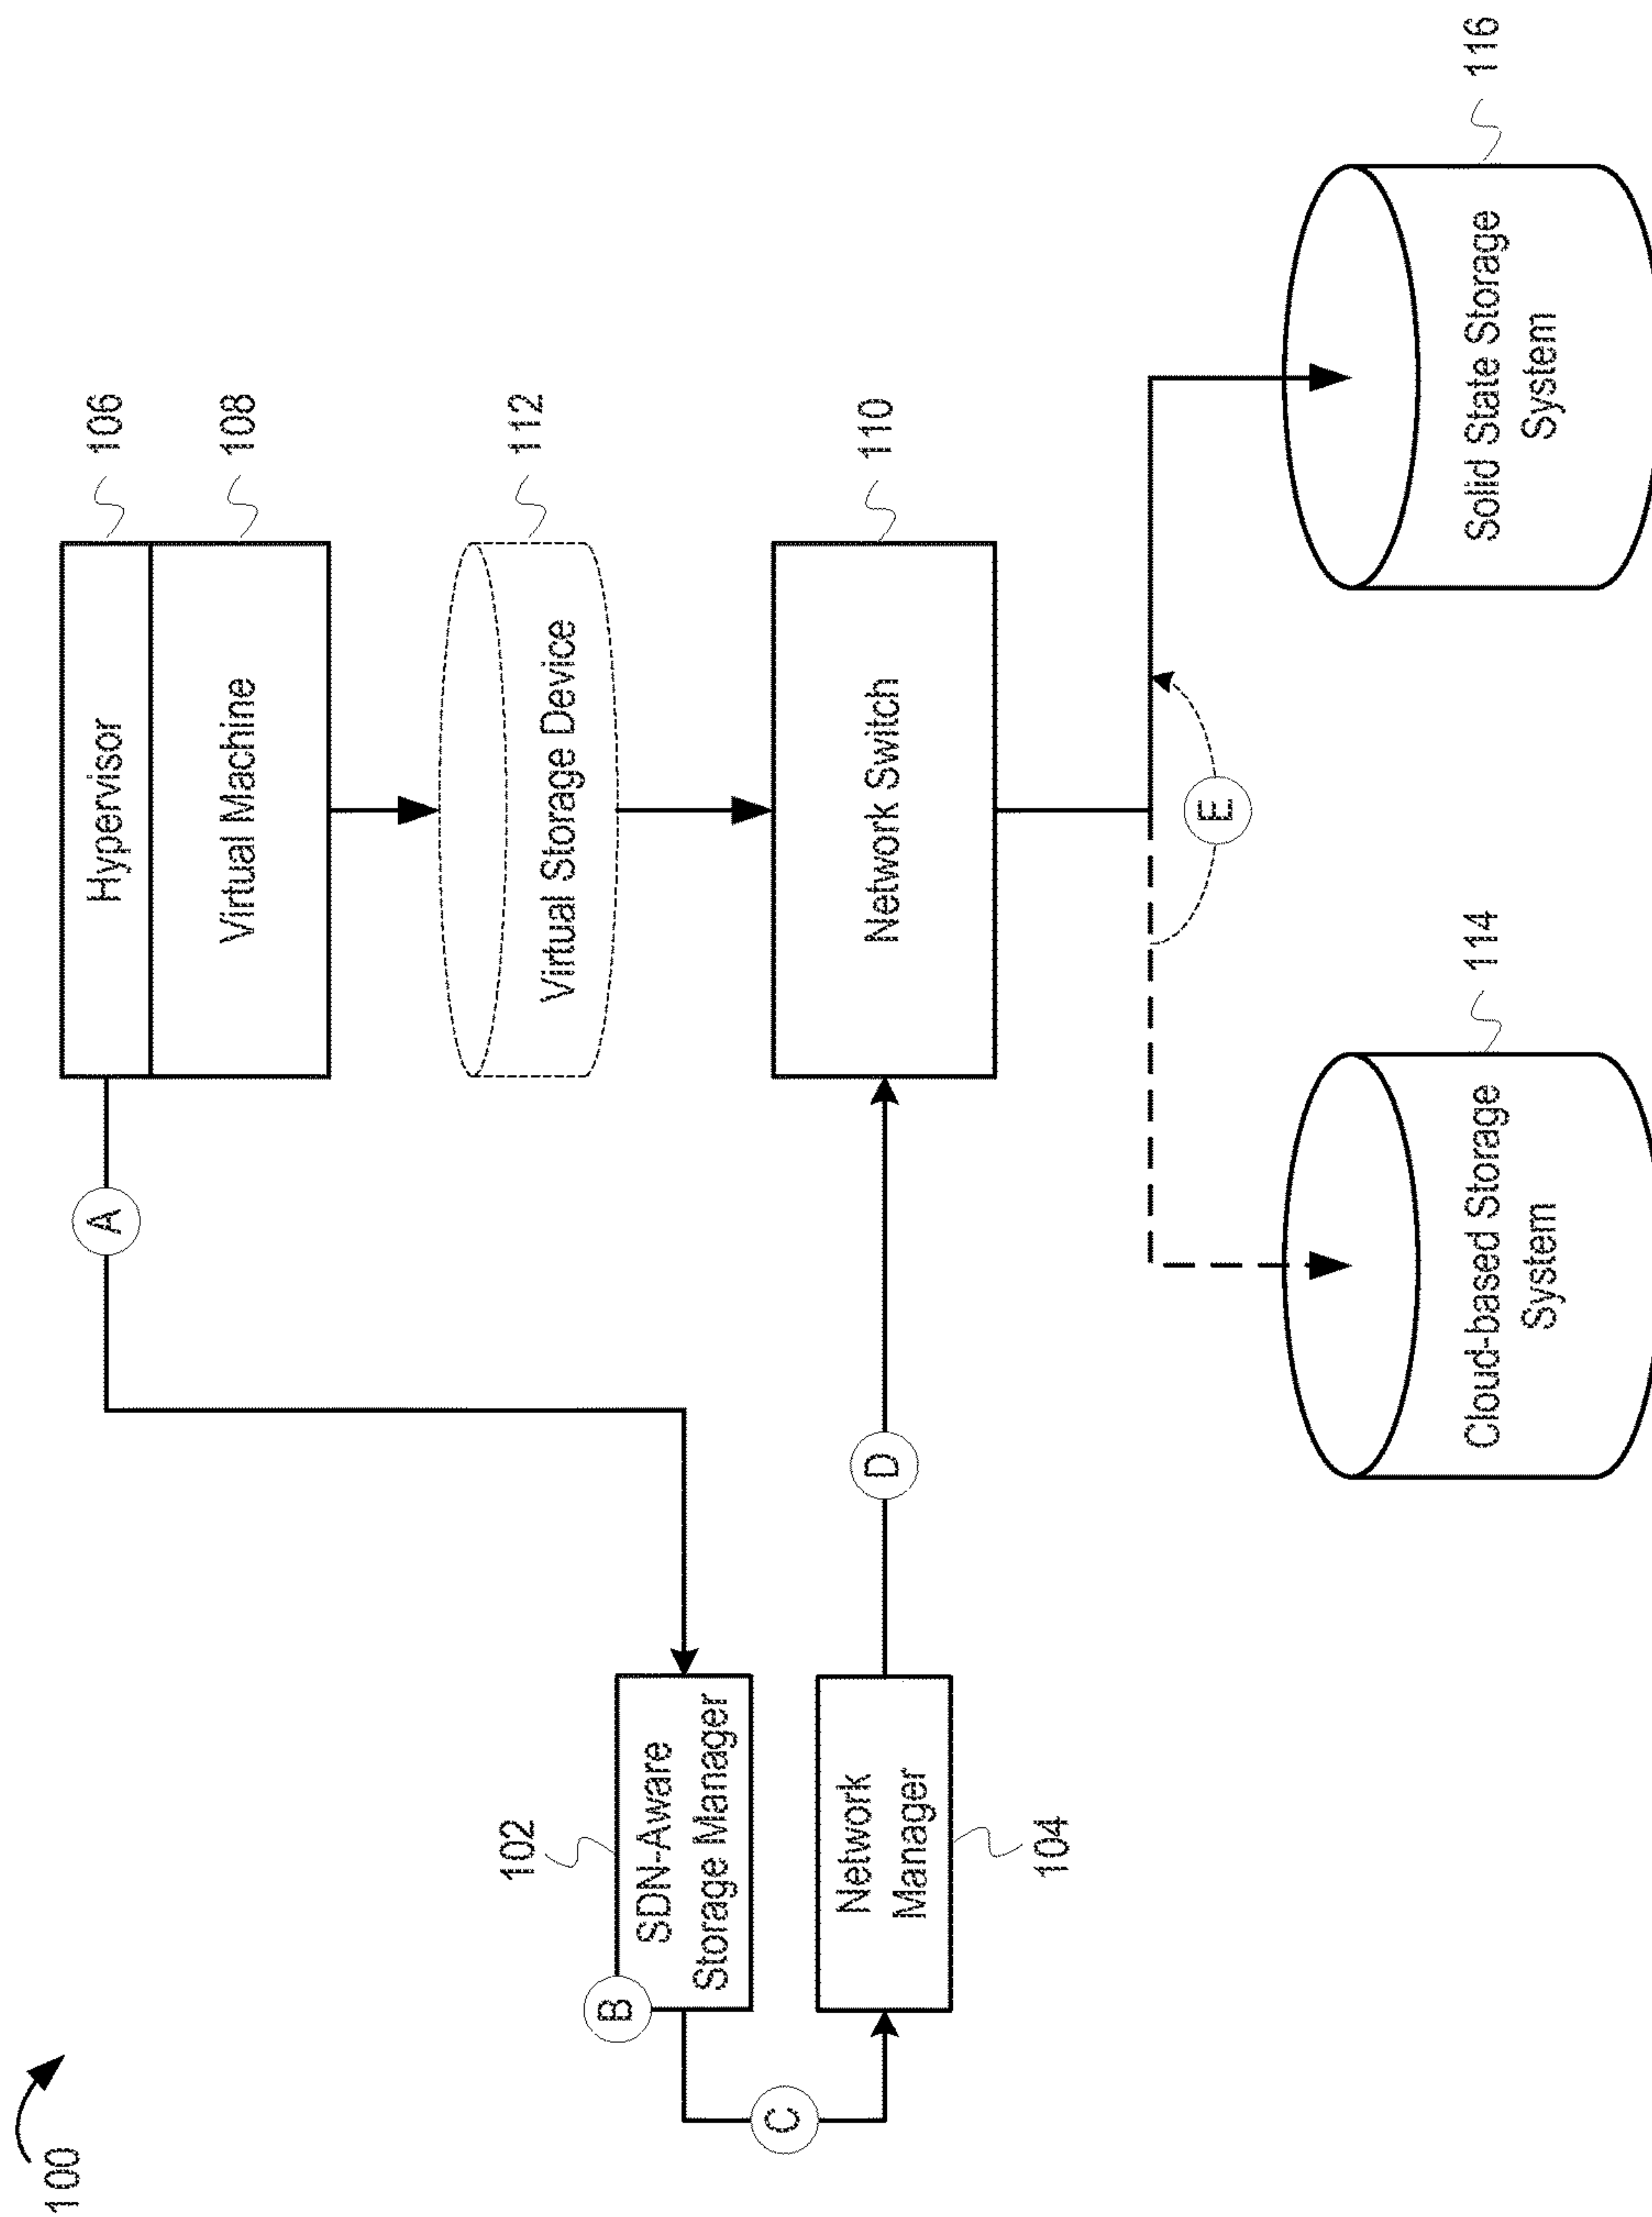 100
Hypervisor
106
Virtual Machine
108
A
Virtual Storage Device
112
102
B
SDN-Aware
Storage Manager
C
Network
Manager
104
D
Network Switch
110
E
Cloud-based Storage
System
114
Solid State Storage
System
116